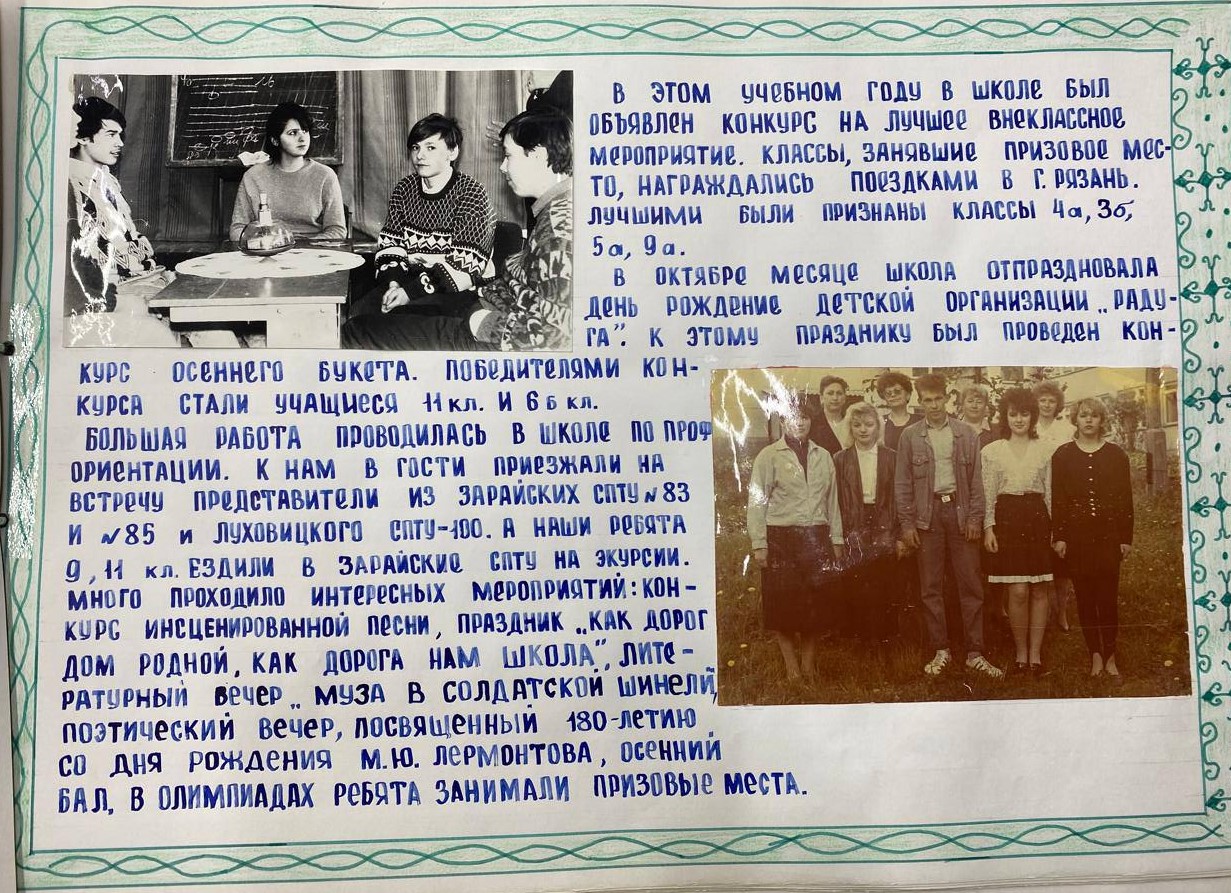 В ЭТОМ УЧЕБНОМ ГОДУ В ШКОЛЕ БЫЛ
ОБЪЯВЛЕН КОНКУРС НА ЛУЧШЕЕ ВНЕКЛАССНОЕ
МЕРОПРИЯТИЕ. КЛАССЫ, ЗАНЯВШИЕ ПРИЗОВОЕ МЕС-
ТО, НАГРАЖДАЛИСЬ ПОЕЗДКАМИ В Г. РЯЗАНЬ.
ЛУЧШИМИ БЫЛИ ПРИЗНАНЫ КЛАССЫ 4а, 3б,
5а, 9а.
В ОКТЯБРЕ МЕСЯЦЕ ШКОЛА ОТПРАЗДНОВАЛА
ДЕНЬ РОЖДЕНИЕ ДЕТСКОЙ ОРГАНИЗАЦИИ „РАДУ-
ГА". К ЭТОМУ ПРАЗДНИКУ БЫЛ ПРОВЕДЕН КОН-
КУРС ОСЕННЕГО БУКЕТА. ПОБЕДИТЕЛЯМИ КОН-
КУРСА СТАЛИ УЧАЩИЕСЯ 11 кл. И 6 Б кл.
БОЛЬШАЯ РАБОТА ПРОВОДИЛАСЬ В ШКОЛЕ ПО ПРОФ
ОРИЕНТАЦИИ. К НАМ В ГОСТИ ПРИЕЗЖАЛИ НА
ВСТРЕЧУ ПРЕДСТАВИТЕЛИ ИЗ ЗАРАЙСКИХ СПТУ №83
И №85 И ЛУХОВИЦКОГО СПТУ-100. А НАШИ РЕБЯТА
9, 11 кл. ЕЗДИЛИ В ЗАРАЙСКИЕ СПТУ НА ЭКУРСИИ.
МНОГО ПРОХОДИЛО ИНТЕРЕСНЫХ МЕРОПРИЯТИЙ: КОН-
КУРС ИНСЦЕНИРОВАННОЙ ПЕСНИ, ПРАЗДНИК „КАК ДОРОГ
ДОМ РОДНОЙ, КАК ДОРОГА НАМ ШКОЛА", ЛИТЕ-
РАТУРНЫЙ ВЕЧЕР „МУЗА В СОЛДАТСКОЙ ШИНЕЛИ",
ПОЭТИЧЕСКИЙ ВЕЧЕР, ПОСВЯЩЕННЫЙ 180-ЛЕТИЮ
СО ДНЯ РОЖДЕНИЯ М.Ю. ЛЕРМОНТОВА, ОСЕННИЙ
БАЛ, В ОЛИМПИАДАХ РЕБЯТА ЗАНИМАЛИ ПРИЗОВЫЕ МЕСТА.